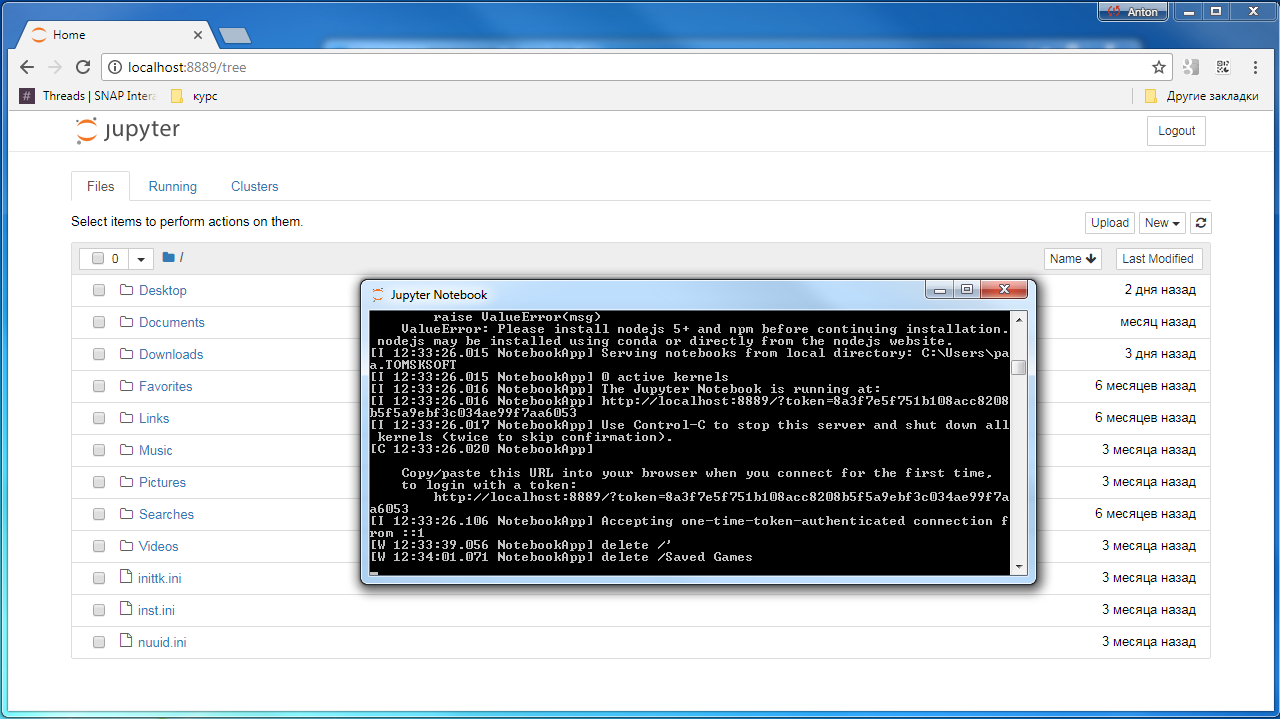 Anton
Home
localhost:8889/tree
Threads | SNAP Inter
курс
Другие закладки
jupyter
Logout
Files Running Clusters
Select items to perform actions on them.
Upload New
0 /
Name Last Modified
Desktop 2 дня назад
Documents месяц назад
Downloads 3 дня назад
Favorites 6 месяцев назад
Links 6 месяцев назад
Music 3 месяца назад
Pictures 3 месяца назад
Searches 6 месяцев назад
Videos 3 месяца назад
inittk.ini 3 месяца назад
inst.ini 3 месяца назад
nuuid.ini 3 месяца назад
Jupyter Notebook
raise ValueError(msg)
ValueError: Please install nodejs 5+ and npm before continuing installation.
nodejs may be installed using conda or directly from the nodejs website.
[I 12:33:26.015 NotebookApp] Serving notebooks from local directory: C:\Users\pa
a.TOMSKSOFT
[I 12:33:26.015 NotebookApp] 0 active kernels
[I 12:33:26.016 NotebookApp] The Jupyter Notebook is running at:
[I 12:33:26.016 NotebookApp] http://localhost:8889/?token=8a3f7e5f751b108acc8208
b5f5a9ebf3c034ae99f7aa6053
[I 12:33:26.017 NotebookApp] Use Control-C to stop this server and shut down all
kernels (twice to skip confirmation).
[C 12:33:26.020 NotebookApp]
Copy/paste this URL into your browser when you connect for the first time,
to login with a token:
http://localhost:8889/?token=8a3f7e5f751b108acc8208b5f5a9ebf3c034ae99f7a
a6053
[I 12:33:26.106 NotebookApp] Accepting one-time-token-authenticated connection f
rom ::1
[W 12:33:39.056 NotebookApp] delete /'
[W 12:34:01.071 NotebookApp] delete /Saved Games